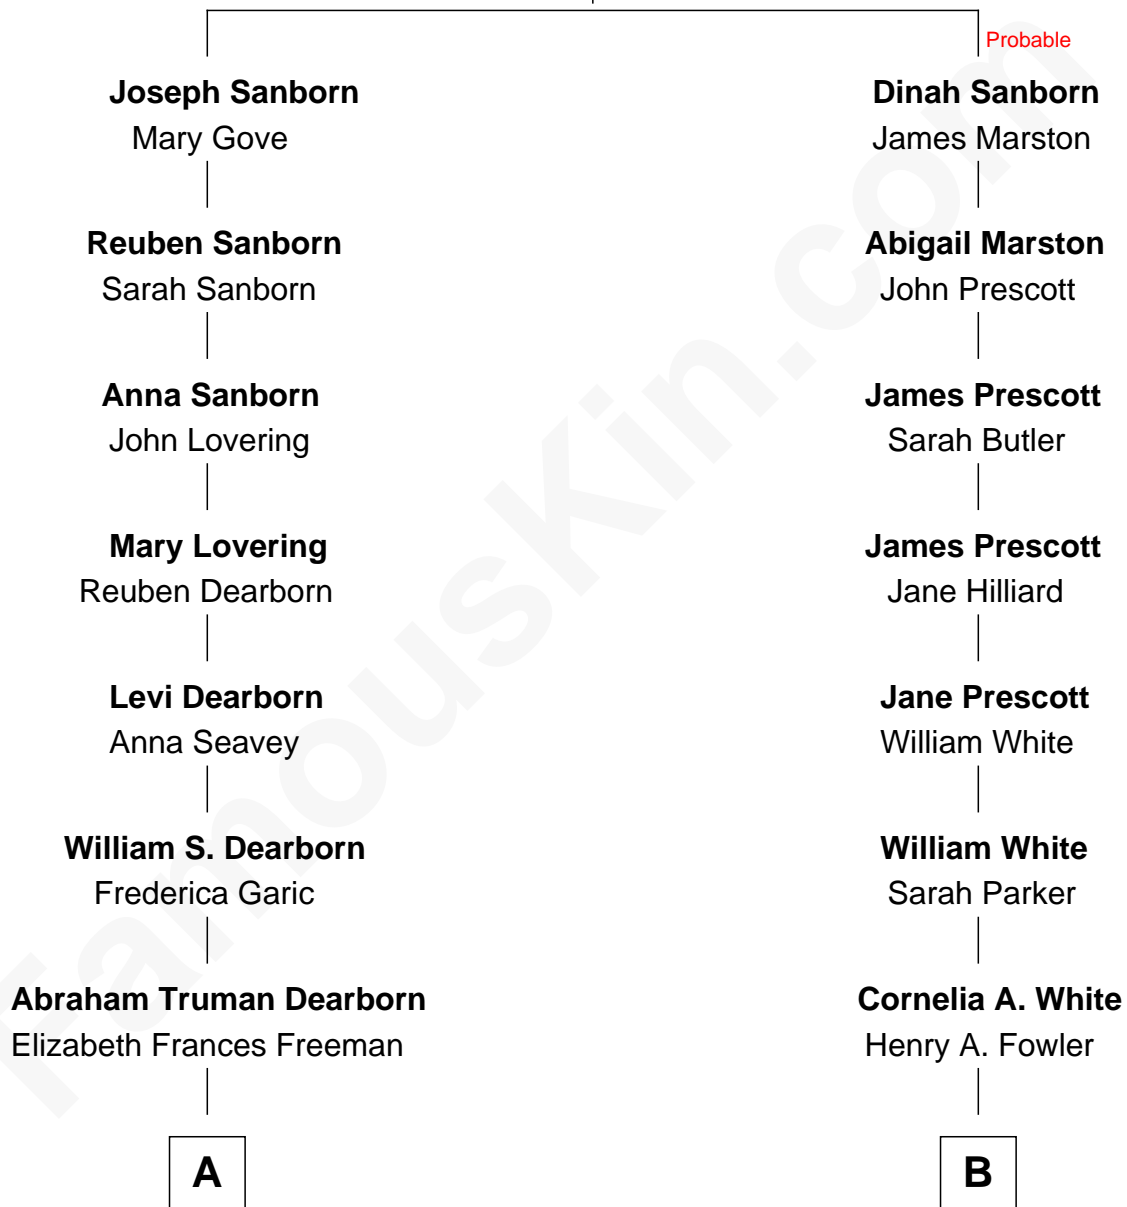 Probable
Joseph Sanborn
Mary Gove
Dinah Sanborn
James Marston
Reuben Sanborn
Sarah Sanborn
Abigail Marston
John Prescott
Anna Sanborn
John Lovering
James Prescott
Sarah Butler
Mary Lovering
Reuben Dearborn
James Prescott
Jane Hilliard
Levi Dearborn
Anna Seavey
Jane Prescott
William White
William S. Dearborn
Frederica Garic
William White
Sarah Parker
Abraham Truman Dearborn
Elizabeth Frances Freeman
Cornelia A. White
Henry A. Fowler
A
B
FamousKin.com